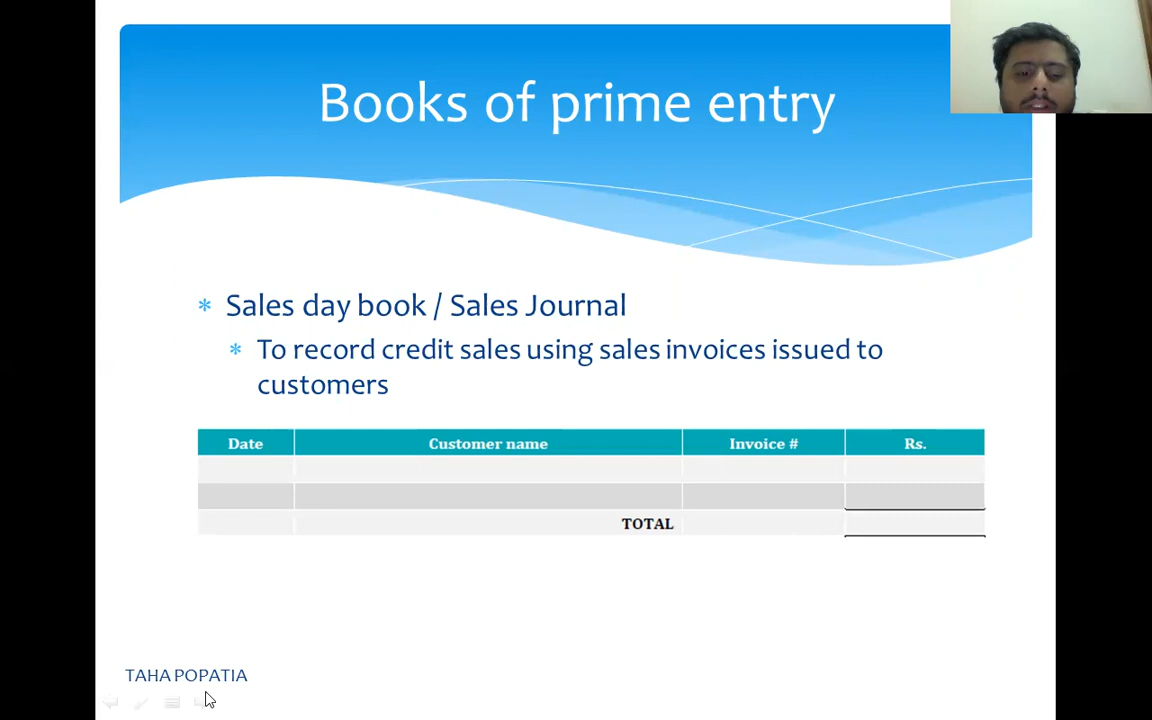 Books of prime entry
* Sales day book / Sales Journal
* To record credit sales using sales invoices issued to
customers
Date Customer name Invoice # Rs.
TOTAL
TAHA POPATIA